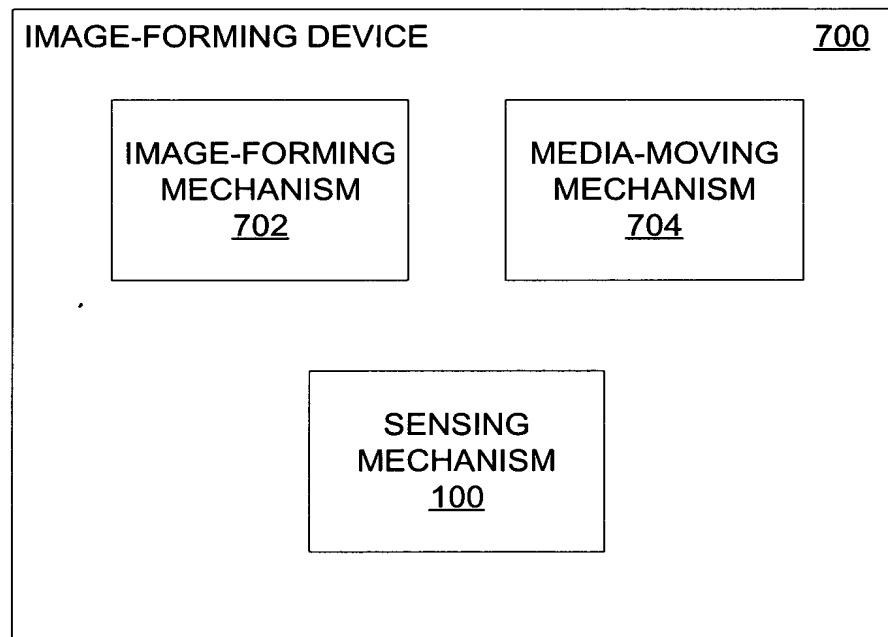 IMAGE-FORMING DEVICE 700
IMAGE-FORMING
MECHANISM
702
MEDIA-MOVING
MECHANISM
704
SENSING
MECHANISM
100